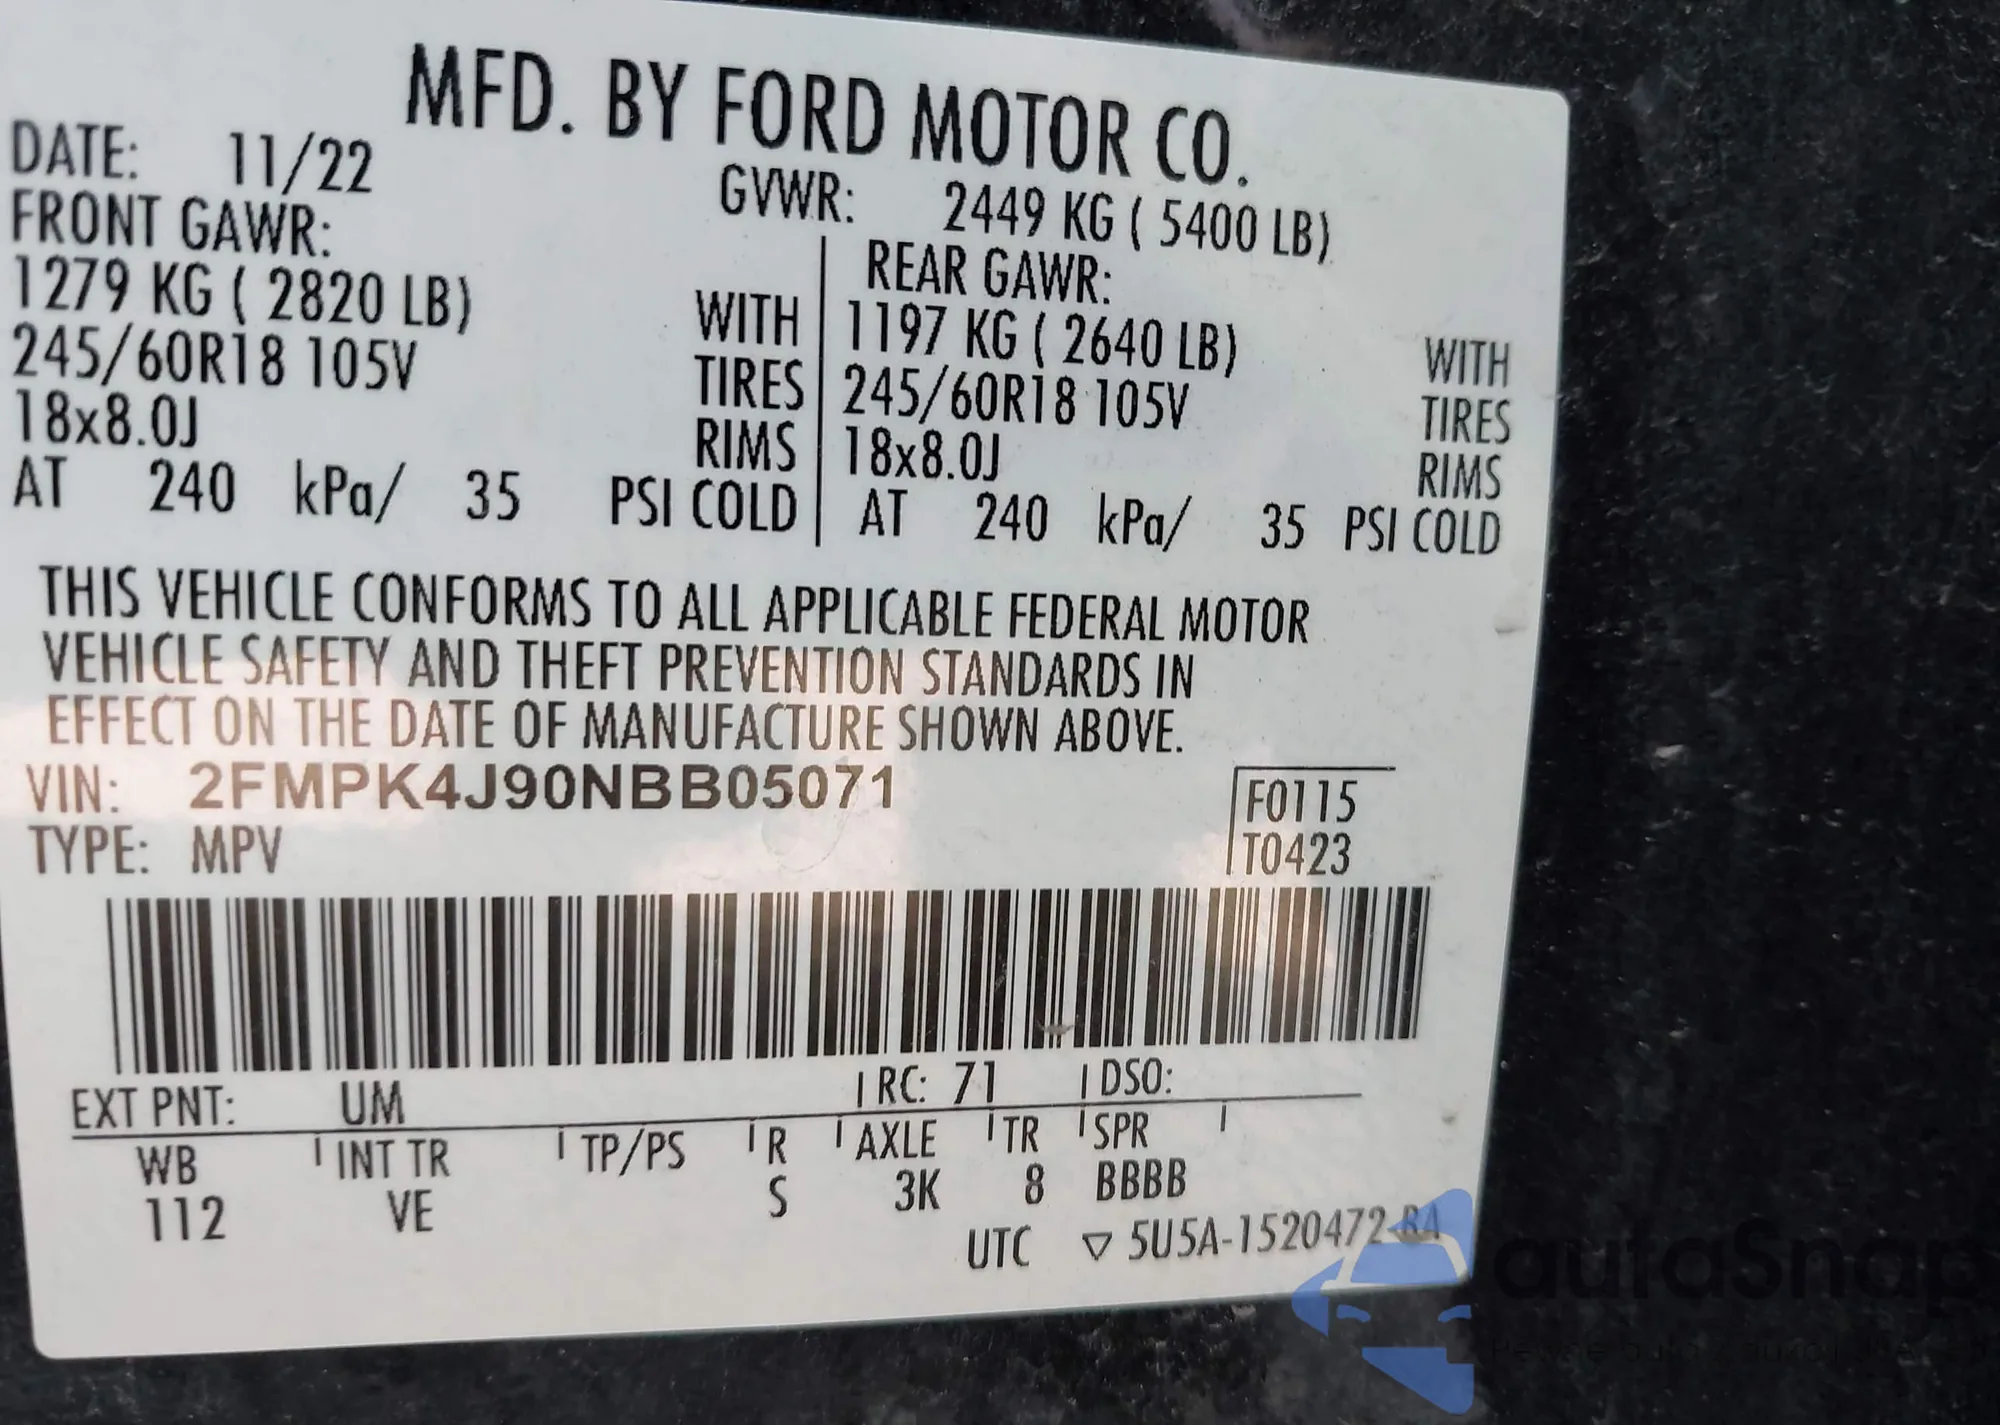 MFD. BY FORD MOTOR CO.
DATE: 11/22 GVWR: 2449 KG ( 5400 LB)
FRONT GAWR: REAR GAWR:
1279 KG ( 2820 LB) WITH 1197 KG ( 2640 LB) WITH
245/60R18 105V TIRES 245/60R18 105V TIRES
18x8.0J RIMS 18x8.0J RIMS
AT 240 kPa/ 35 PSI COLD AT 240 kPa/ 35 PSI COLD
THIS VEHICLE CONFORMS TO ALL APPLICABLE FEDERAL MOTOR
VEHICLE SAFETY AND THEFT PREVENTION STANDARDS IN
EFFECT ON THE DATE OF MANUFACTURE SHOWN ABOVE.
VIN: 2FMPK4J90NBB05071 F0115
TYPE: MPV T0423
EXT PNT: UM RC: 71 DSO:
WB INT TR TP/PS R AXLE TR SPR
112 VE S 3K 8 BBBB
UTC ▽ 5U5A-1520472-BA
autaSnap